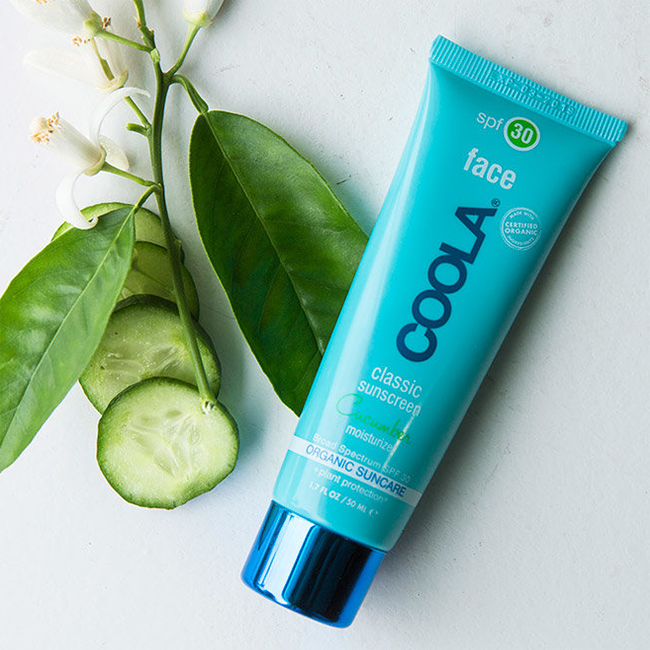 spf 30
face
COOLA®
MADE WITH
CERTIFIED
ORGANIC
INGREDIENTS
classic
sunscreen
Cucumber
moisturizer
Broad Spectrum SPF 30
ORGANIC SUNCARE
+plant protection®
1.7 FL OZ / 50 ML e